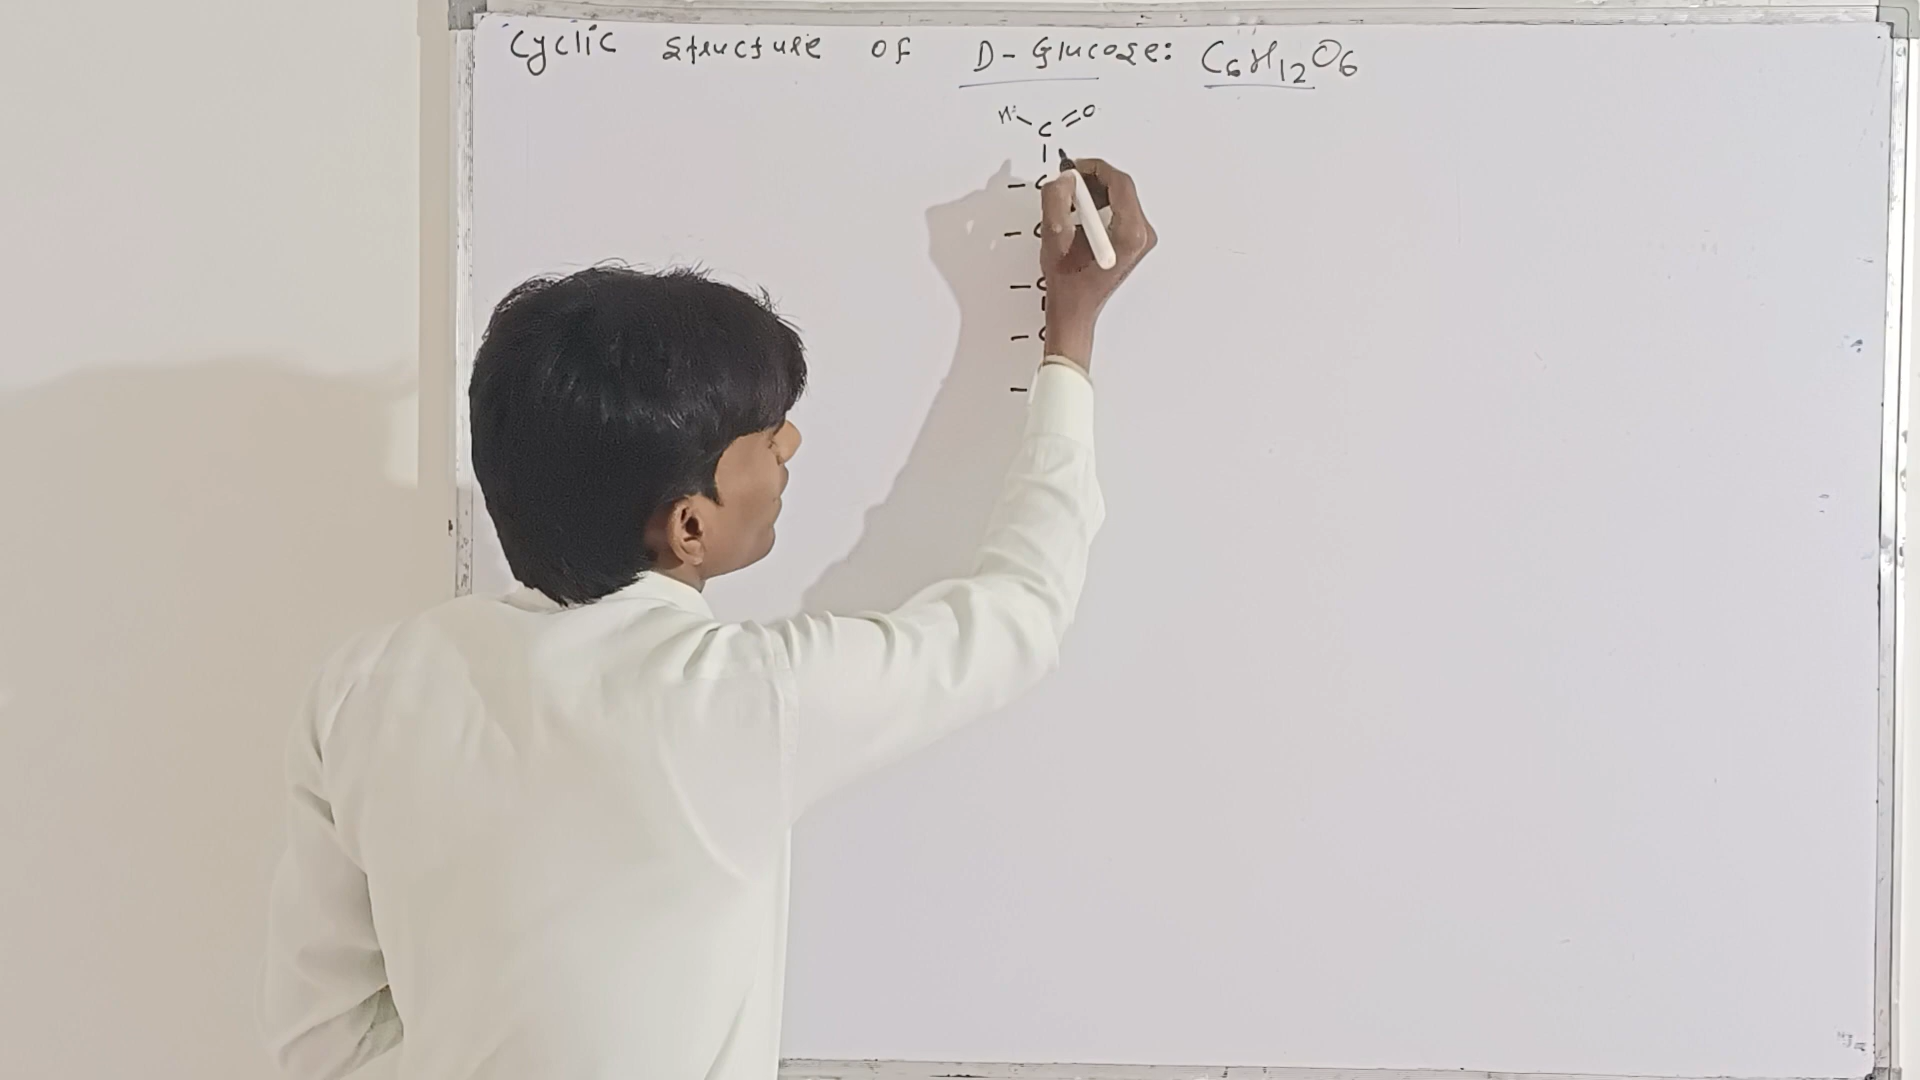 Cyclic structure of D-Glucose: C6H12O6
H - C = O
|
- C
- C
- C
|
- C
-